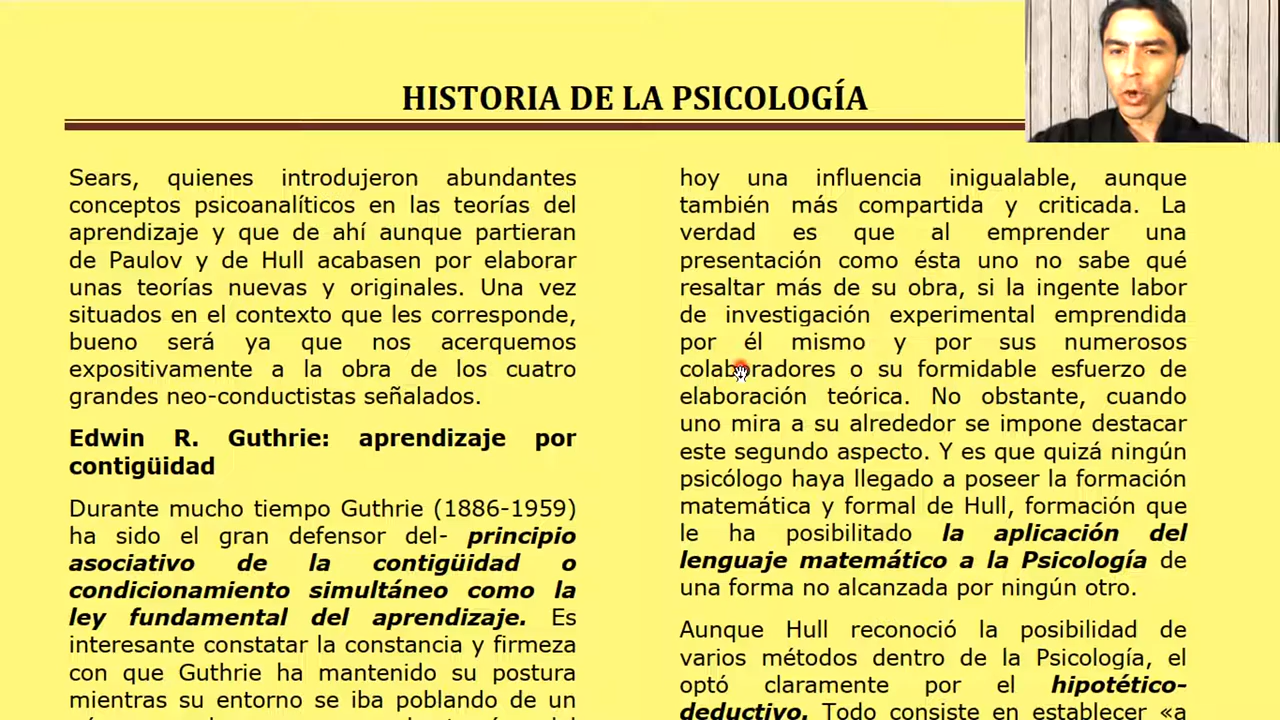 HISTORIA DE LA PSICOLOGÍA
Sears, quienes introdujeron abundantes
conceptos psicoanalíticos en las teorías del
aprendizaje y que de ahí aunque partieran
de Paulov y de Hull acabasen por elaborar
unas teorías nuevas y originales. Una vez
situados en el contexto que les corresponde,
bueno será ya que nos acerquemos
expositivamente a la obra de los cuatro
grandes neo-conductistas señalados.
Edwin R. Guthrie: aprendizaje por
contigüidad
Durante mucho tiempo Guthrie (1886-1959)
ha sido el gran defensor del- principio
asociativo de la contigüidad o
condicionamiento simultáneo como la
ley fundamental del aprendizaje. Es
interesante constatar la constancia y firmeza
con que Guthrie ha mantenido su postura
mientras su entorno se iba poblando de un
hoy una influencia inigualable, aunque
también más compartida y criticada. La
verdad es que al emprender una
presentación como ésta uno no sabe qué
resaltar más de su obra, si la ingente labor
de investigación experimental emprendida
por él mismo y por sus numerosos
colaboradores o su formidable esfuerzo de
elaboración teórica. No obstante, cuando
uno mira a su alrededor se impone destacar
este segundo aspecto. Y es que quizá ningún
psicólogo haya llegado a poseer la formación
matemática y formal de Hull, formación que
le ha posibilitado la aplicación del
lenguaje matemático a la Psicología de
una forma no alcanzada por ningún otro.
Aunque Hull reconoció la posibilidad de
varios métodos dentro de la Psicología, el
optó claramente por el hipotético-
deductivo. Todo consiste en establecer «a